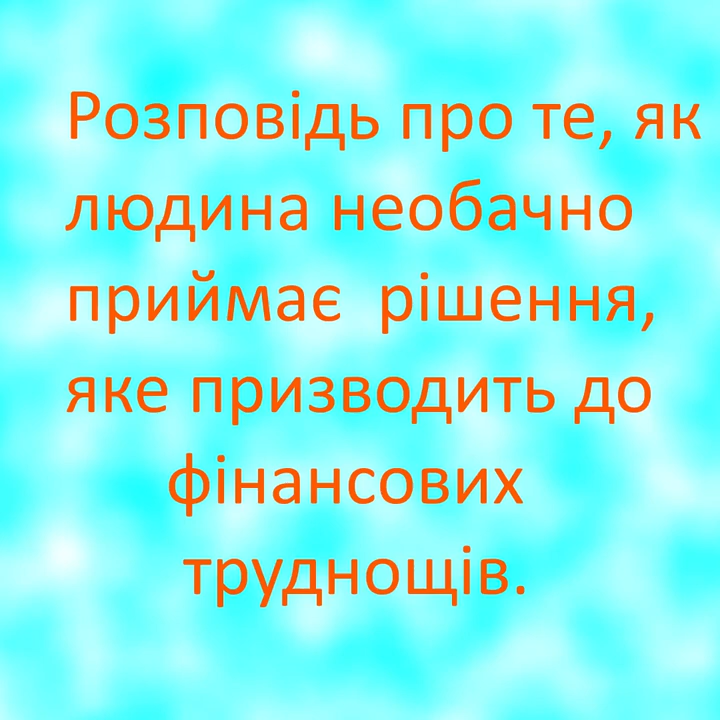 Розповідь про те, як
людина необачно
приймає  рішення,
яке призводить до
фінансових
труднощів.